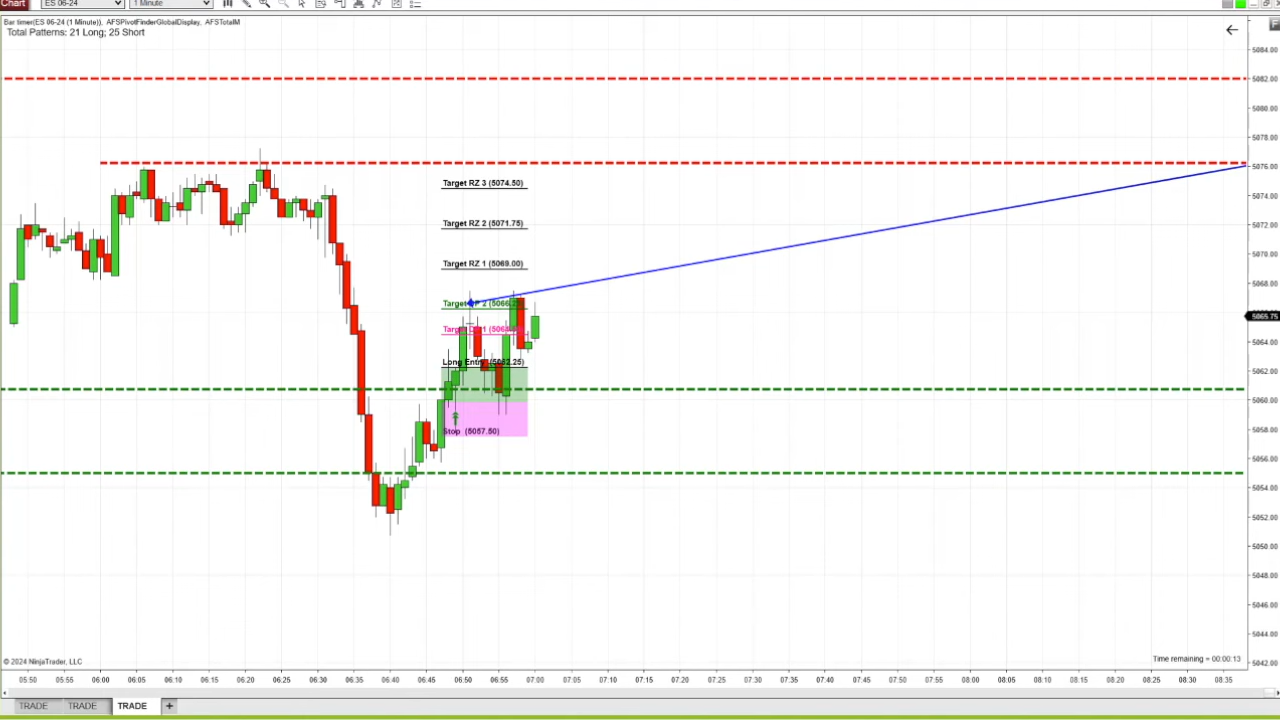 Chart ES 06-24 1 Minute
Bar timer(ES 06-24 (1 Minute)), AFSPivotFinderGlobalDisplay, AFSTotalM
Total Patterns: 21 Long; 25 Short
F
5084.00
5082.00
5080.00
5078.00
5076.00
5074.00
5072.00
5070.00
5068.00
5065.75
5064.00
5062.00
5060.00
5058.00
5056.00
5054.00
5052.00
5050.00
5048.00
5046.00
5044.00
5042.00
Target RZ 3 (5074.50)
Target RZ 2 (5071.75)
Target RZ 1 (5069.00)
Long Entry (5062.25)
Stop (5057.50)
© 2024 NinjaTrader, LLC
Time remaining = 00:00:13
05:50 05:55 06:00 06:05 06:10 06:15 06:20 06:25 06:30 06:35 06:40 06:45 06:50 06:55 07:00 07:05 07:10 07:15 07:20 07:25 07:30 07:35 07:40 07:45 07:50 07:55 08:00 08:05 08:10 08:15 08:20 08:25 08:30 08:35
TRADE TRADE TRADE +